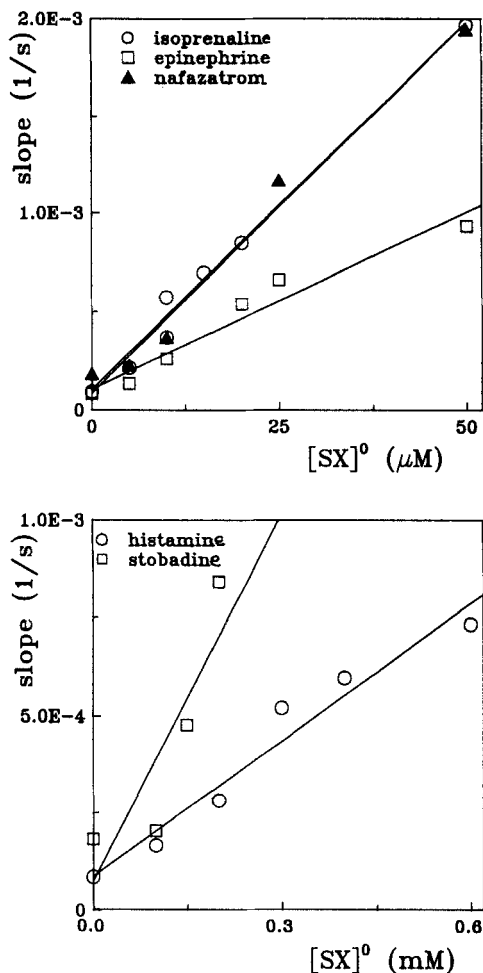 2.0E-3
isoprenaline
epinephrine
nafazatrom
slope (1/s)
1.0E-3
0
0
25
50
[SX]⁰ (μM)
1.0E-3
histamine
stobadine
slope (1/s)
5.0E-4
0
0.0
0.3
0.6
[SX]⁰ (mM)